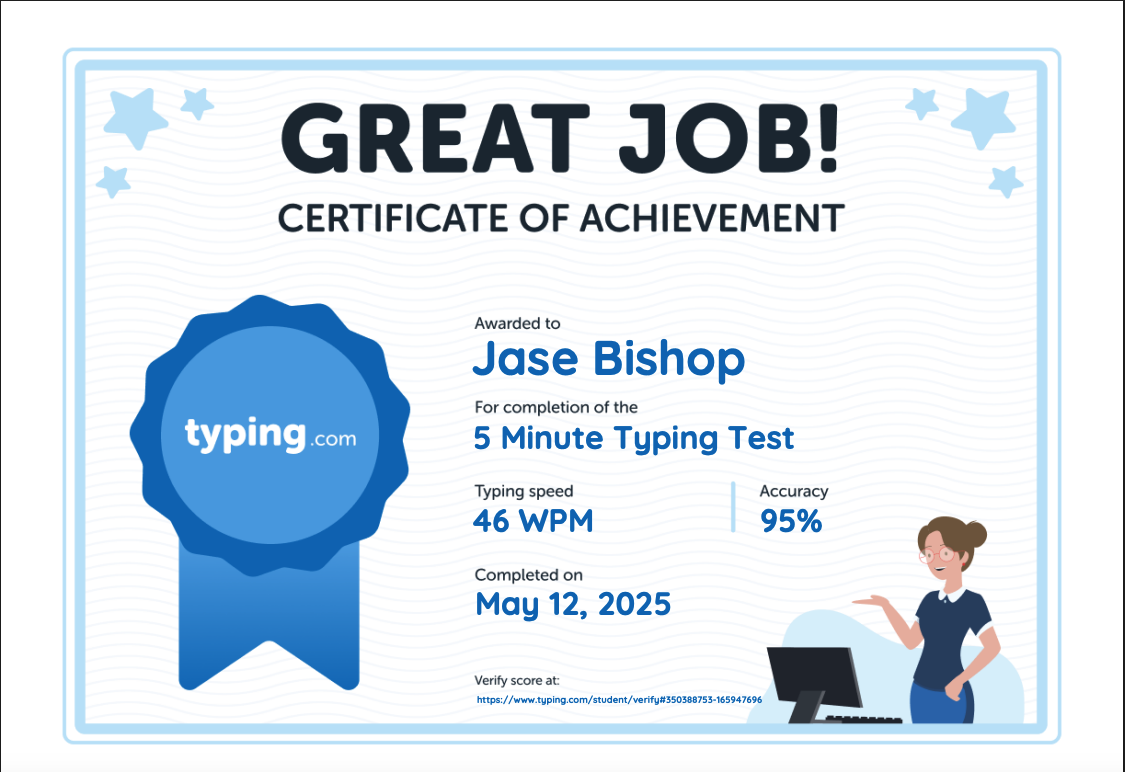 GREAT JOB!
CERTIFICATE OF ACHIEVEMENT
typing.com
Awarded to
Jase Bishop
For completion of the
5 Minute Typing Test
Typing speed
46 WPM
Accuracy
95%
Completed on
May 12, 2025
Verify score at:
https://www.typing.com/student/verify#350388753-165947696